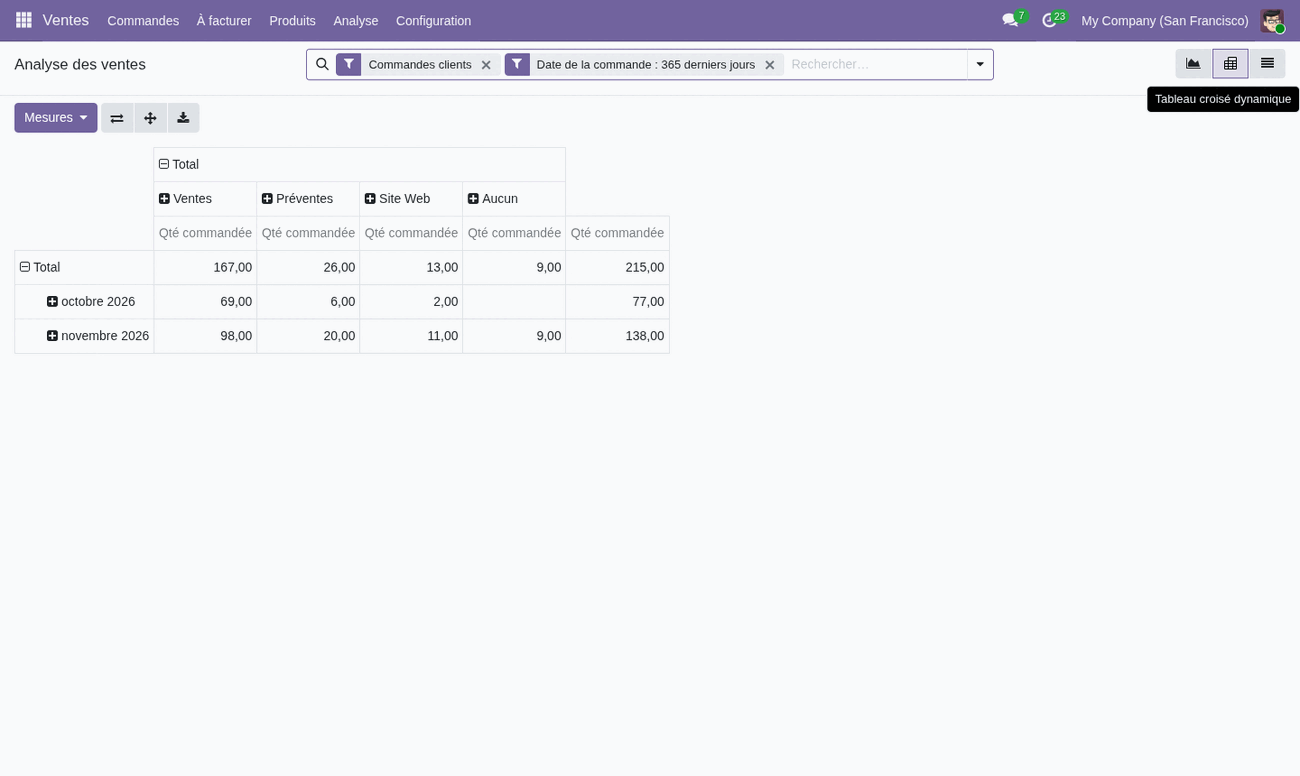 Ventes Commandes À facturer Produits Analyse Configuration 7 23 My Company (San Francisco)
Analyse des ventes Commandes clients Date de la commande : 365 derniers jours Rechercher…
Tableau croisé dynamique
Mesures
Total
Ventes Préventes Site Web Aucun
Qté commandée Qté commandée Qté commandée Qté commandée Qté commandée
Total 167,00 26,00 13,00 9,00 215,00
octobre 2026 69,00 6,00 2,00 77,00
novembre 2026 98,00 20,00 11,00 9,00 138,00